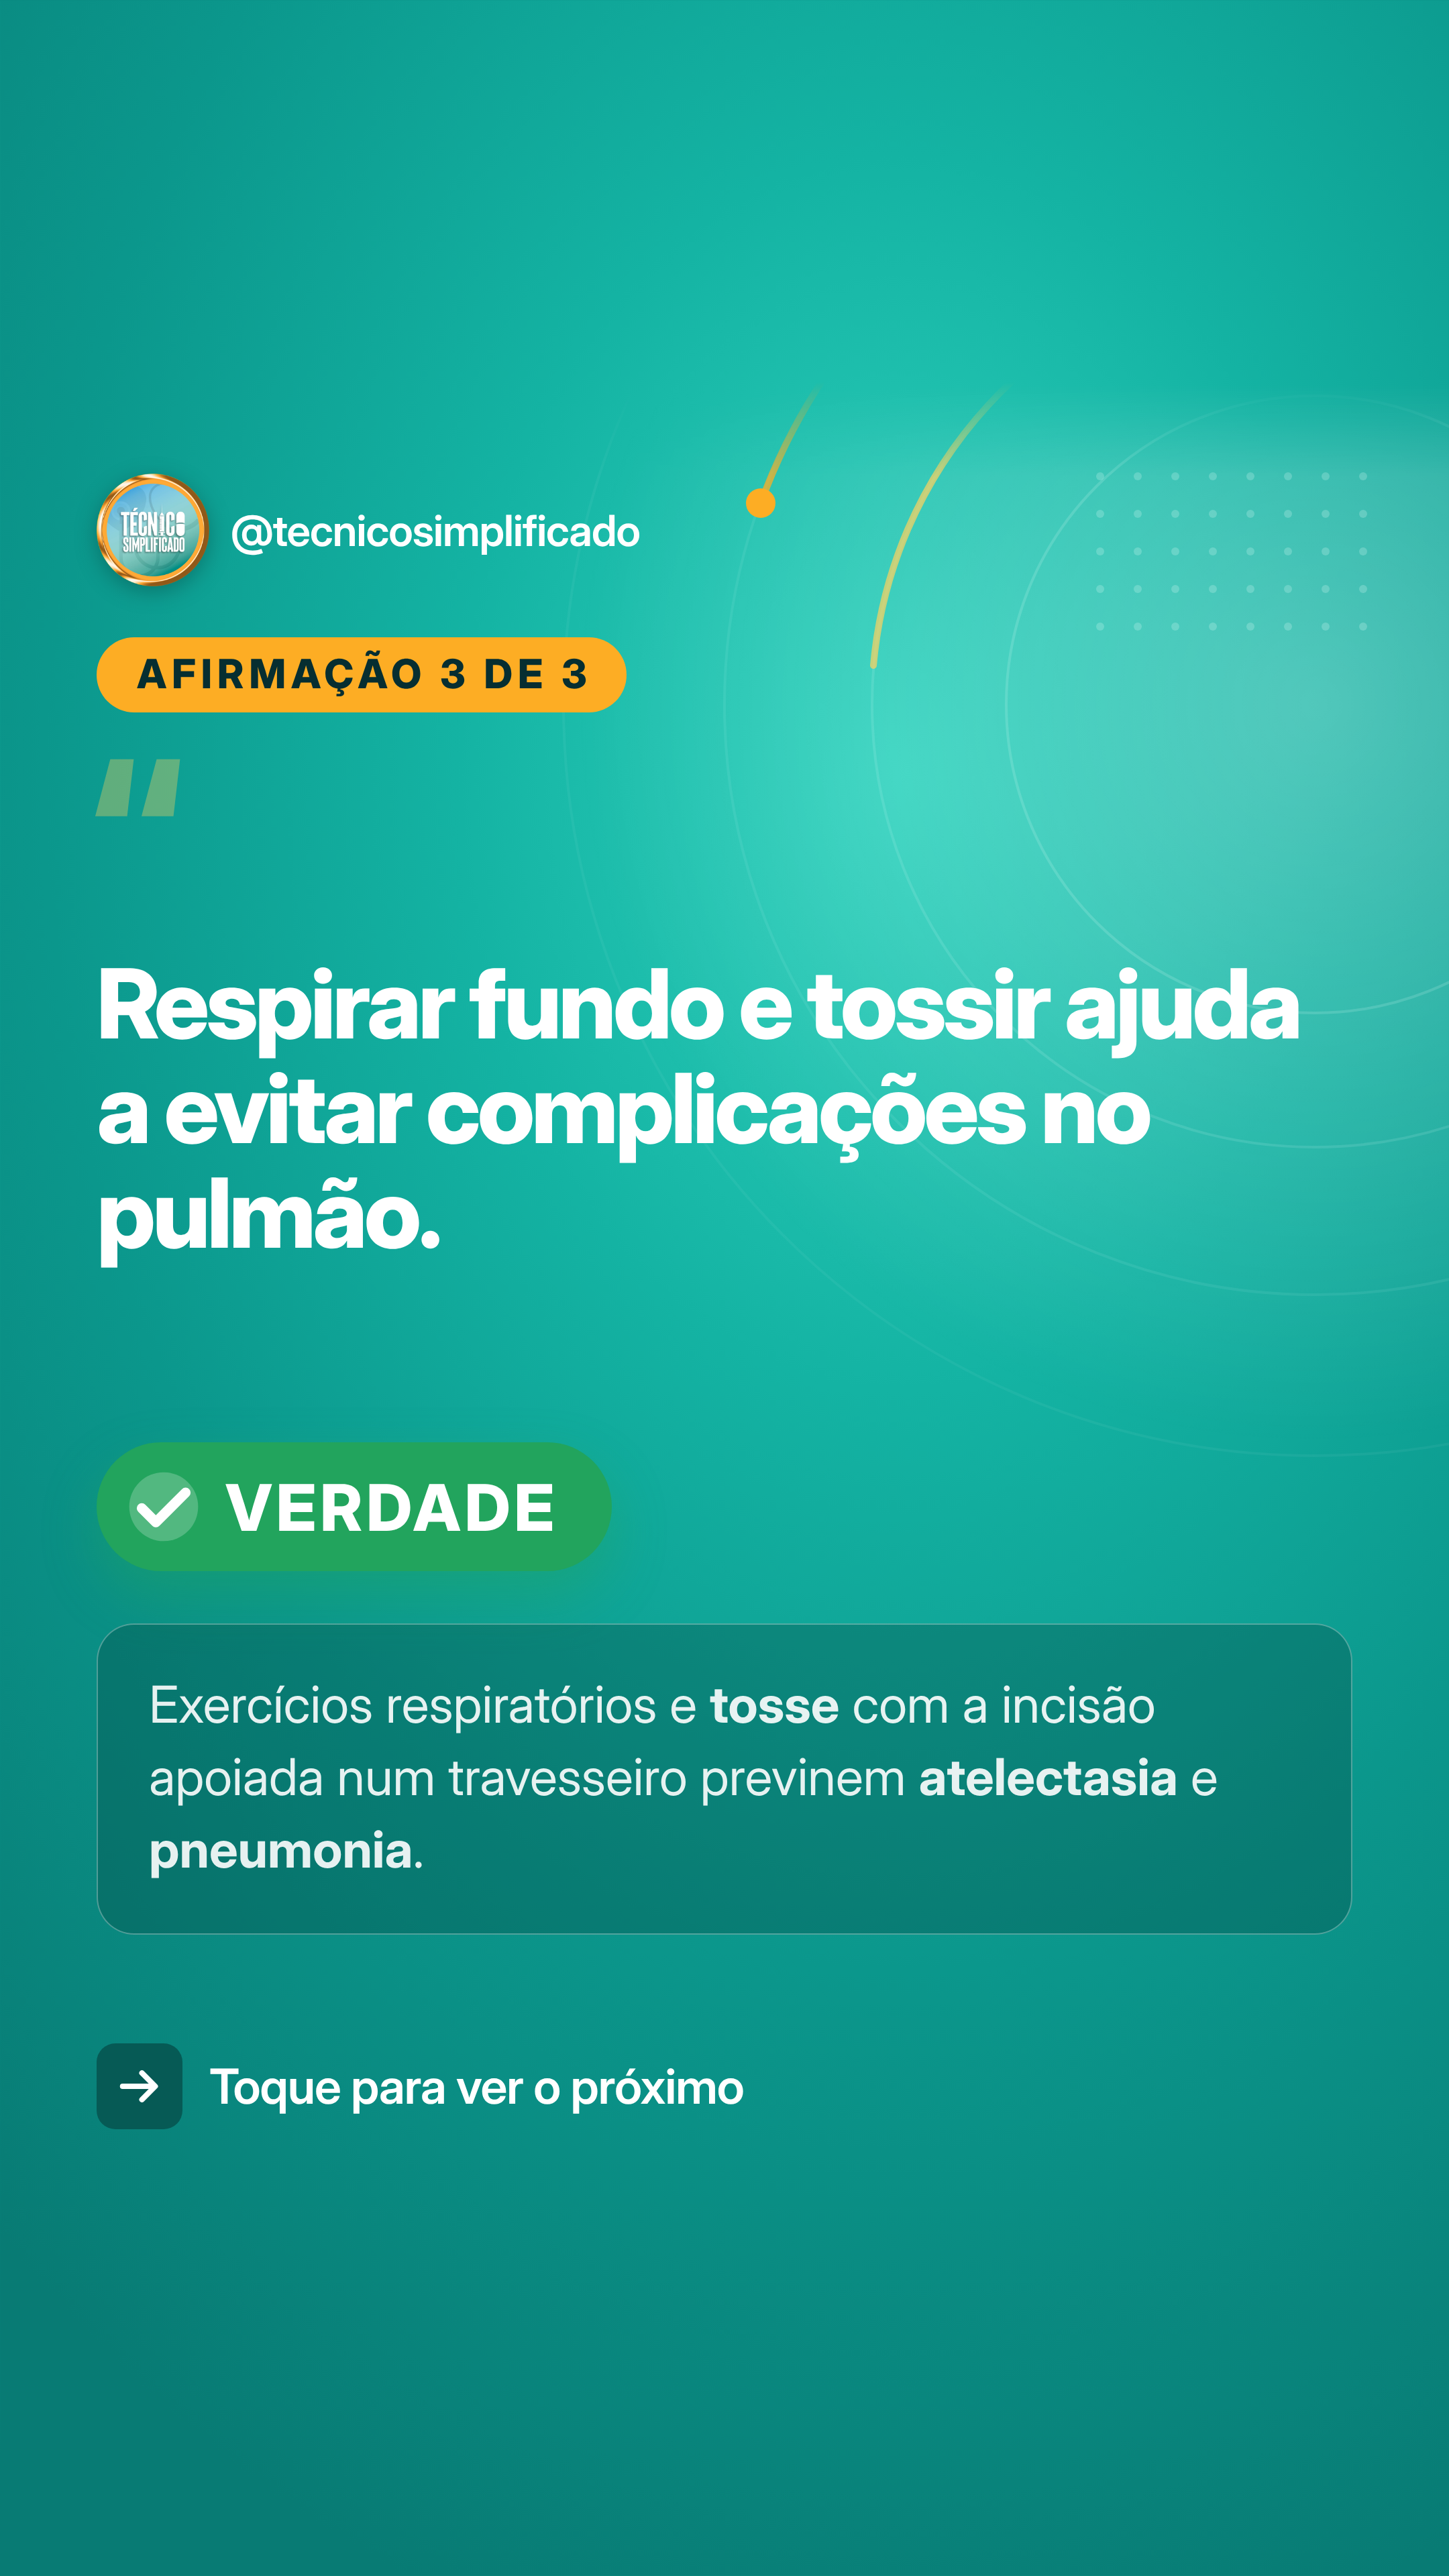 TÉCNICO
SIMPLIFICADO
@tecnicosimplificado
AFIRMAÇÃO 3 DE 3
"
Respirar fundo e tossir ajuda
a evitar complicações no
pulmão.
VERDADE
Exercícios respiratórios e tosse com a incisão
apoiada num travesseiro previnem atelectasia e
pneumonia.
Toque para ver o próximo